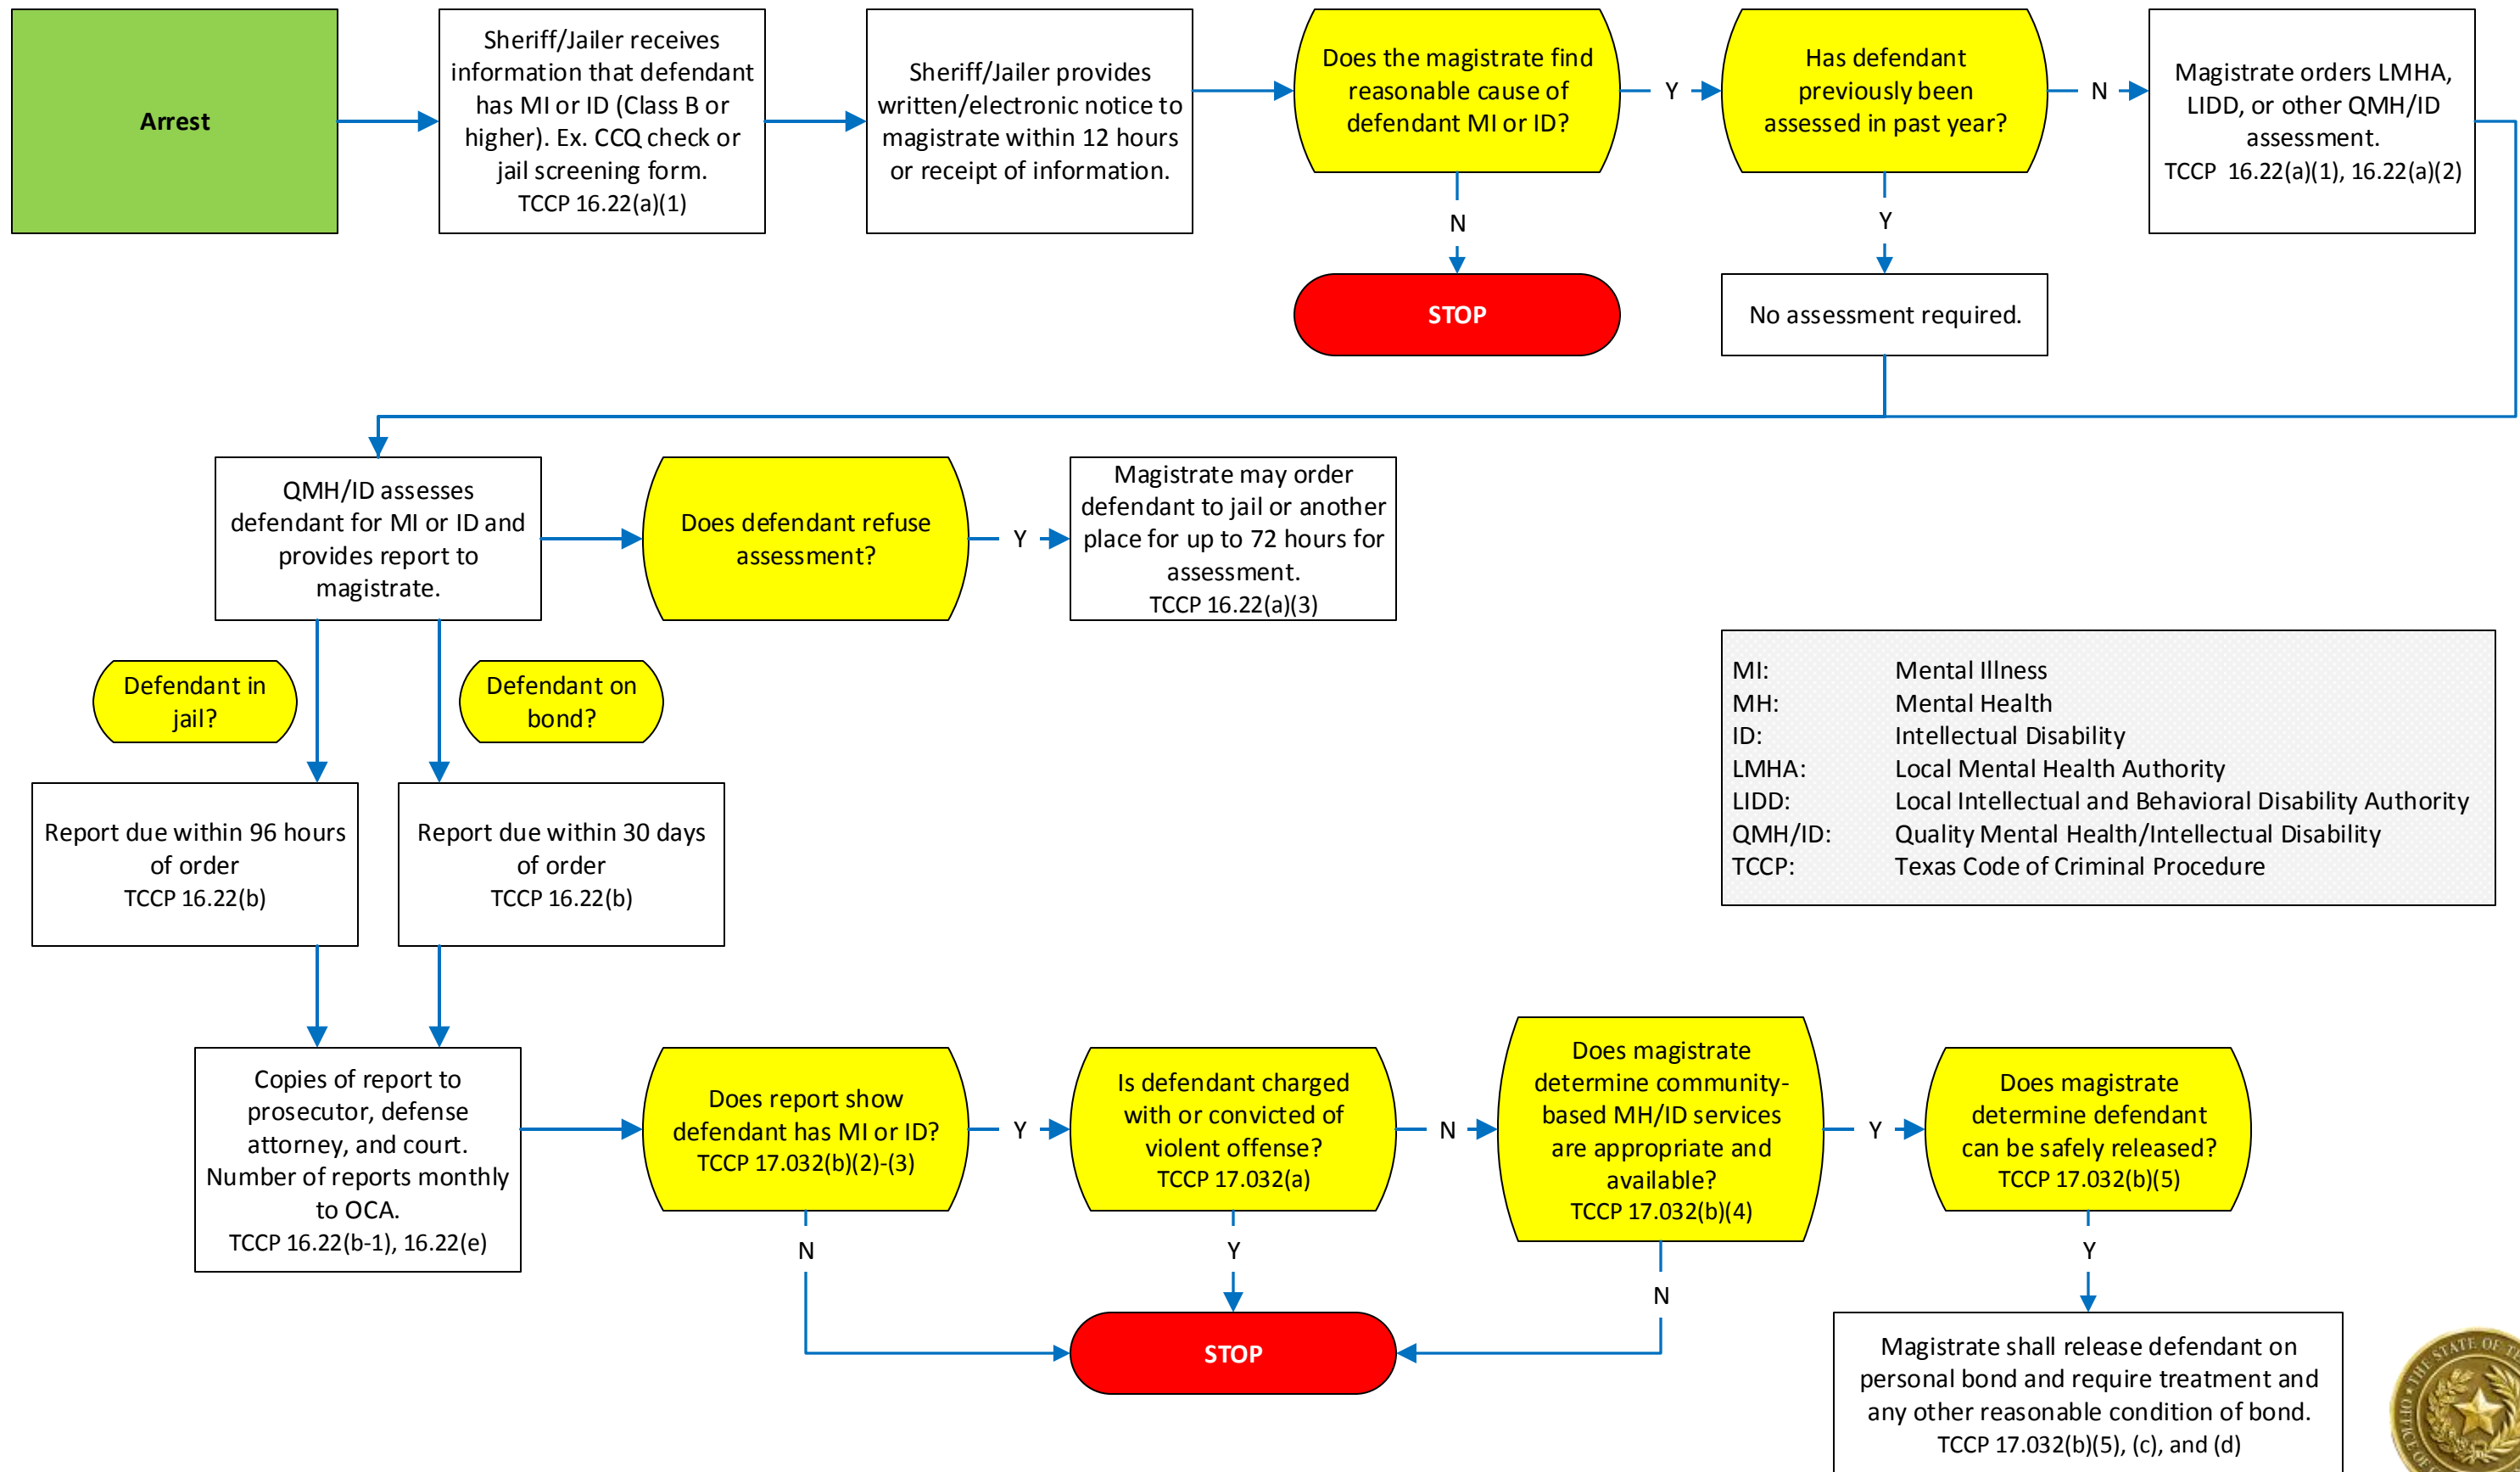 Arrest
Sheriff/Jailer receives
information that defendant
has MI or ID (Class B or
higher). Ex. CCQ check or
jail screening form.
TCCP 16.22(a)(1)
Sheriff/Jailer provides
written/electronic notice to
magistrate within 12 hours
or receipt of information.
Does the magistrate find
reasonable cause of
defendant MI or ID?
Y
Has defendant
previously been
assessed in past year?
N
Magistrate orders LMHA,
LIDD, or other QMH/ID
assessment.
TCCP 16.22(a)(1), 16.22(a)(2)
N
Y
STOP
No assessment required.
QMH/ID assesses
defendant for MI or ID and
provides report to
magistrate.
Does defendant refuse
assessment?
Y
Magistrate may order
defendant to jail or another
place for up to 72 hours for
assessment.
TCCP 16.22(a)(3)
Defendant in
jail?
Defendant on
bond?
MI: Mental Illness
MH: Mental Health
ID: Intellectual Disability
LMHA: Local Mental Health Authority
LIDD: Local Intellectual and Behavioral Disability Authority
QMH/ID: Quality Mental Health/Intellectual Disability
TCCP: Texas Code of Criminal Procedure
Report due within 96 hours
of order
TCCP 16.22(b)
Report due within 30 days
of order
TCCP 16.22(b)
Copies of report to
prosecutor, defense
attorney, and court.
Number of reports monthly
to OCA.
TCCP 16.22(b-1), 16.22(e)
Does report show
defendant has MI or ID?
TCCP 17.032(b)(2)-(3)
Y
Is defendant charged
with or convicted of
violent offense?
TCCP 17.032(a)
N
Does magistrate
determine community-
based MH/ID services
are appropriate and
available?
TCCP 17.032(b)(4)
Y
Does magistrate
determine defendant
can be safely released?
TCCP 17.032(b)(5)
N
Y
N
Y
STOP
Magistrate shall release defendant on
personal bond and require treatment and
any other reasonable condition of bond.
TCCP 17.032(b)(5), (c), and (d)
THE STATE OF